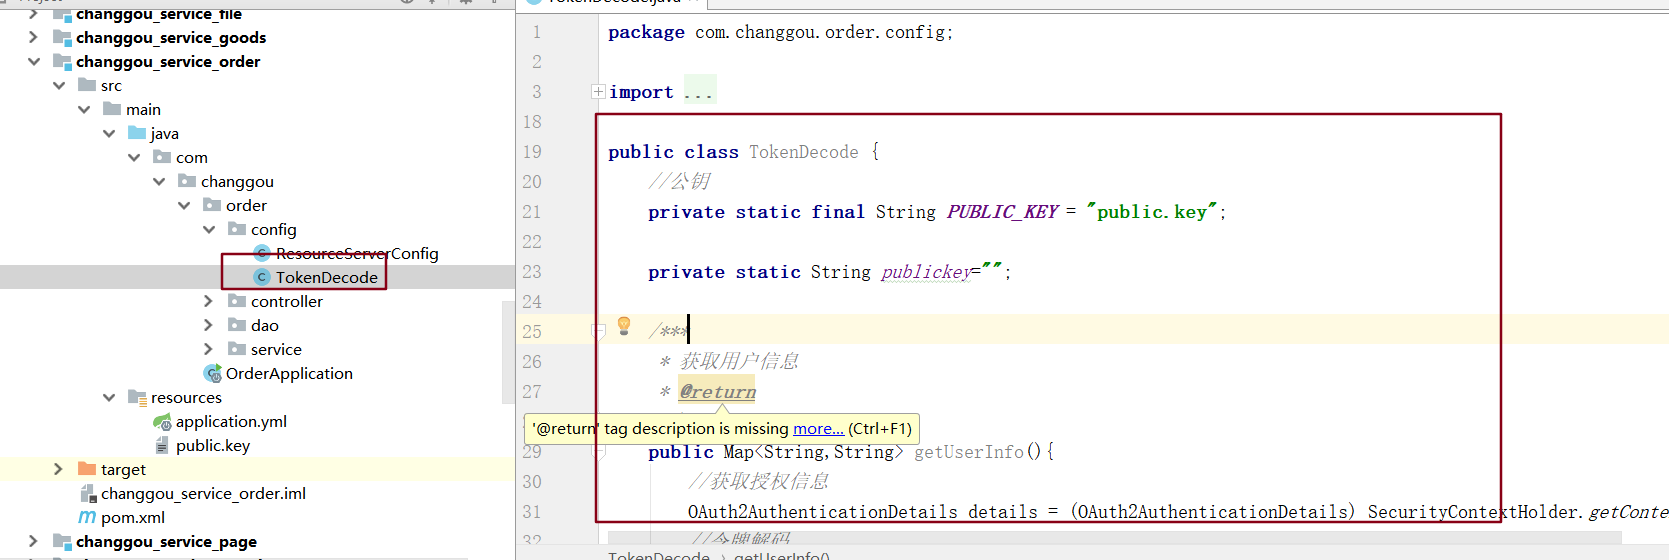 changgou_service_file
changgou_service_goods
changgou_service_order
src
main
java
com
changgou
order
config
ResourceServerConfig
TokenDecode
controller
dao
service
OrderApplication
resources
application.yml
public.key
target
changgou_service_order.iml
pom.xml
changgou_service_page
TokenDecode.java
1 package com.changgou.order.config;
2
3 import ...
18
19 public class TokenDecode {
20 //公钥
21 private static final String PUBLIC_KEY = "public.key";
22
23 private static String publickey="";
24
25 /***
26 * 获取用户信息
27 * @return
'@return' tag description is missing more... (Ctrl+F1)
29 public Map<String,String> getUserInfo(){
30 //获取授权信息
31 OAuth2AuthenticationDetails details = (OAuth2AuthenticationDetails) SecurityContextHolder.getConte
32 //令牌解码
TokenDecode > getUserInfo()